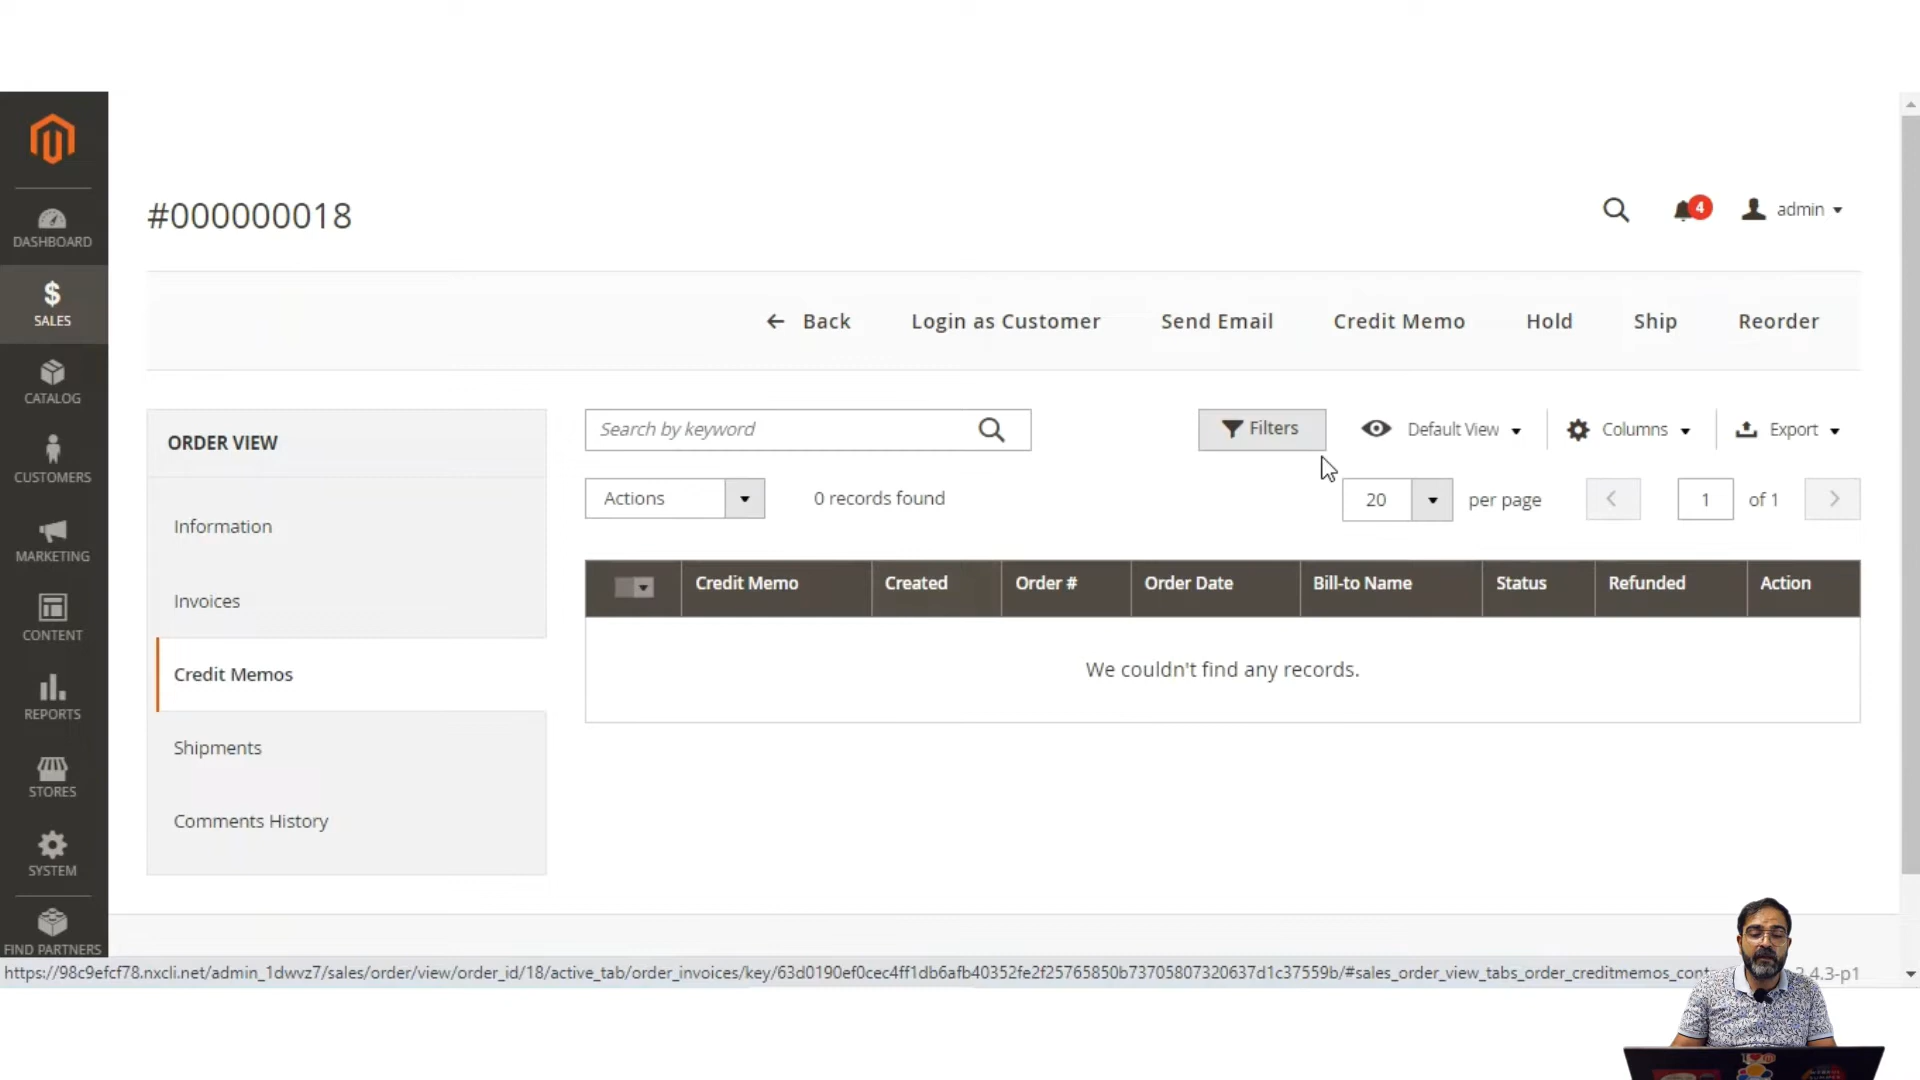 #000000018
4
admin
DASHBOARD
SALES
CATALOG
CUSTOMERS
MARKETING
CONTENT
REPORTS
STORES
SYSTEM
FIND PARTNERS
Back
Login as Customer
Send Email
Credit Memo
Hold
Ship
Reorder
ORDER VIEW
Information
Invoices
Credit Memos
Shipments
Comments History
Search by keyword
Filters
Default View
Columns
Export
Actions
0 records found
20
per page
1
of 1
Credit Memo
Created
Order #
Order Date
Bill-to Name
Status
Refunded
Action
We couldn't find any records.
https://98c9efcf78.nxcli.net/admin_1dwvz7/sales/order/view/order_id/18/active_tab/order_invoices/key/63d0190ef0cec4ff1db6afb40352fe2f25765850b73705807320637d1c37559b/#sales_order_view_tabs_order_creditmemos_cont
.4.3-p1